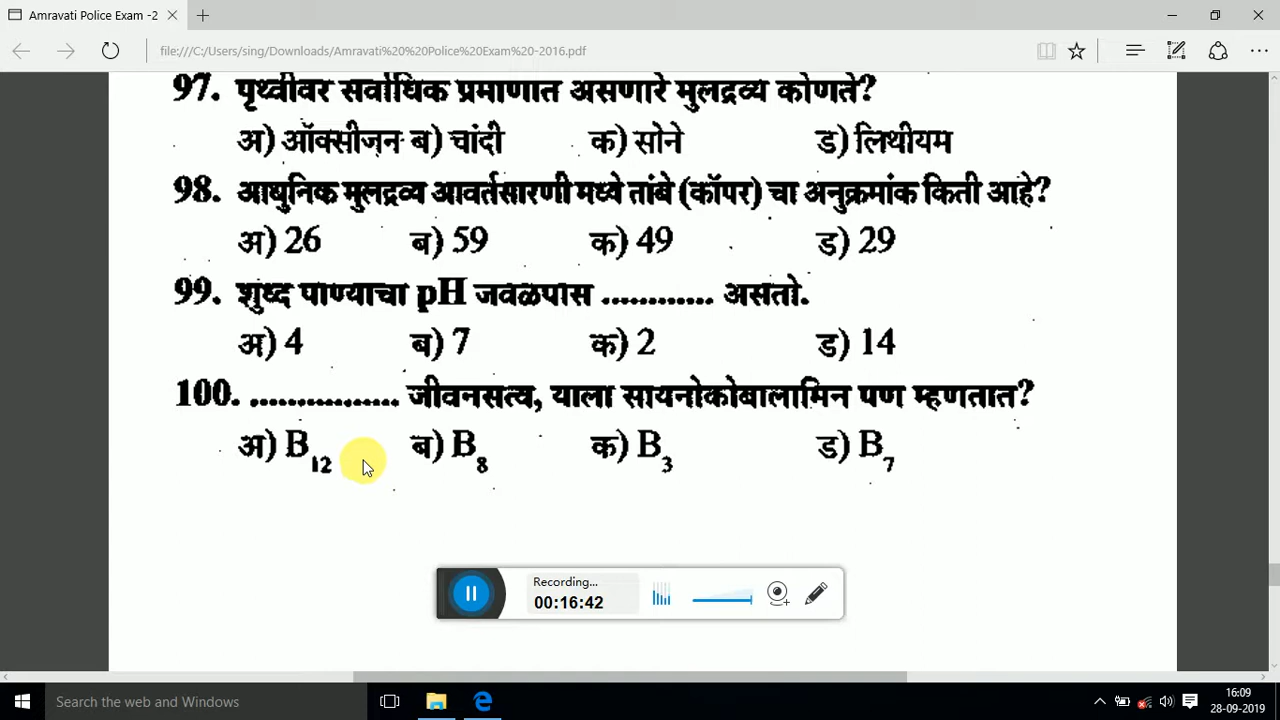 Amravati Police Exam -2
file:///C:/Users/sing/Downloads/Amravati%20%20Police%20Exam%20-2016.pdf
97. पृथ्वीवर सर्वाधिक प्रमाणात असणारे मुलद्रव्य कोणते?
अ) ऑक्सीजन ब) चांदी क) सोने ड) लिथीयम
98. आधुनिक मुलद्रव्य आवर्तसारणी मध्ये तांबे (कॉपर) चा अनुक्रमांक किती आहे?
अ) 26 ब) 59 क) 49 ड) 29
99. शुध्द पाण्याचा pH जवळपास ............ असतो.
अ) 4 ब) 7 क) 2 ड) 14
100. ................ जीवनसत्व, याला सायनोकोबालामिन पण म्हणतात?
अ) B12 ब) B8 क) B3 ड) B7
Recording...
00:16:42
Search the web and Windows
16:09
28-09-2019